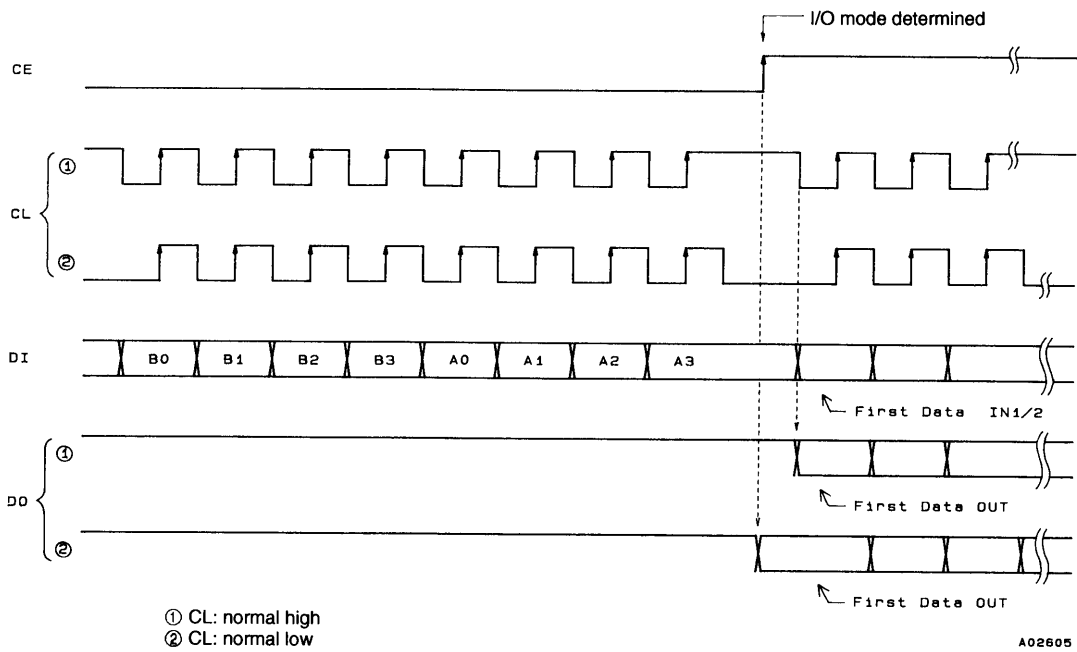 I/O mode determined
CE
CL
①
②
DI
B0 B1 B2 B3 A0 A1 A2 A3
First Data IN1/2
DO
①
First Data OUT
②
First Data OUT
① CL: normal high
② CL: normal low
A02605